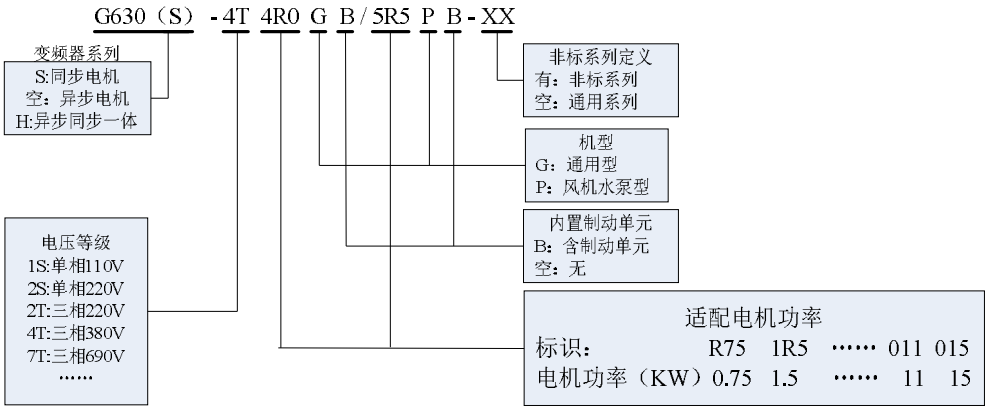 G630（S）-4T 4R0 G B/5R5 P B-XX
变频器系列
S:同步电机
空：异步电机
H:异步同步一体
非标系列定义
有：非标系列
空：通用系列
机型
G：通用型
P：风机水泵型
内置制动单元
B：含制动单元
空：无
电压等级
1S:单相110V
2S:单相220V
2T:三相220V
4T:三相380V
7T:三相690V
……
适配电机功率
标识： R75 1R5 …… 011 015
电机功率（KW）0.75 1.5 …… 11 15